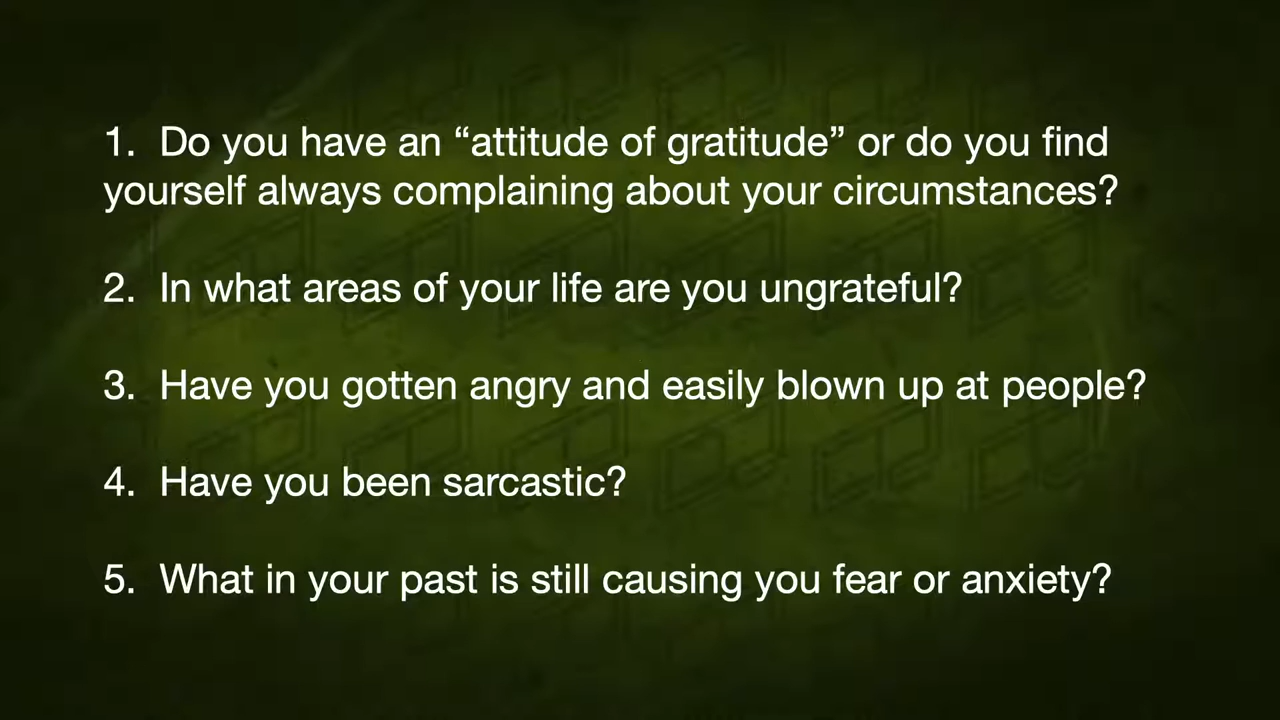 1.  Do you have an “attitude of gratitude” or do you find
yourself always complaining about your circumstances?
2.  In what areas of your life are you ungrateful?
3.  Have you gotten angry and easily blown up at people?
4.  Have you been sarcastic?
5.  What in your past is still causing you fear or anxiety?